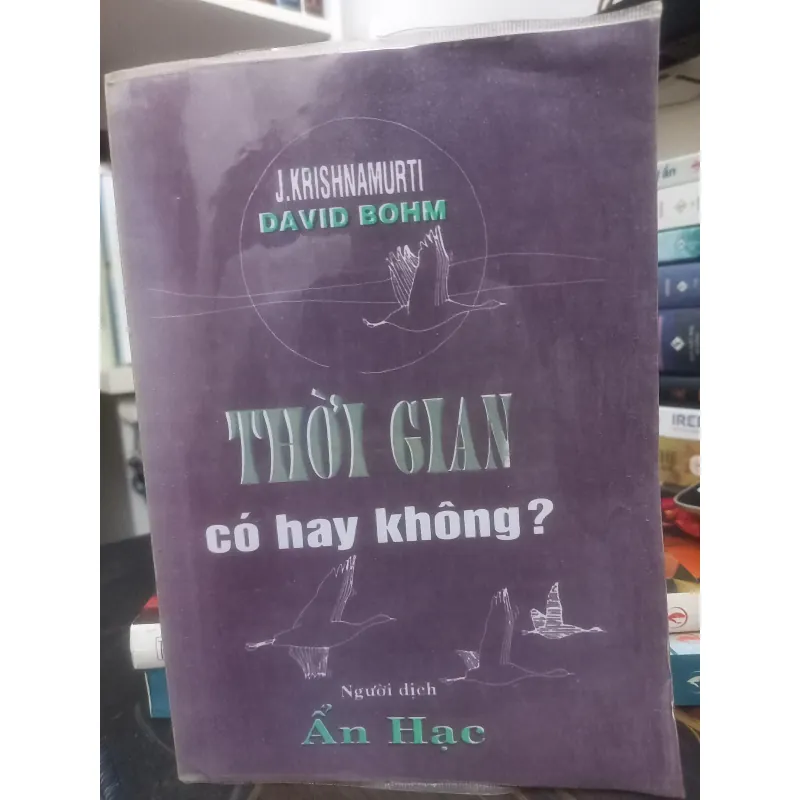 J.KRISHNAMURTI
DAVID BOHM
THỜI GIAN
có hay không?
Người dịch
Ẩn Hạc